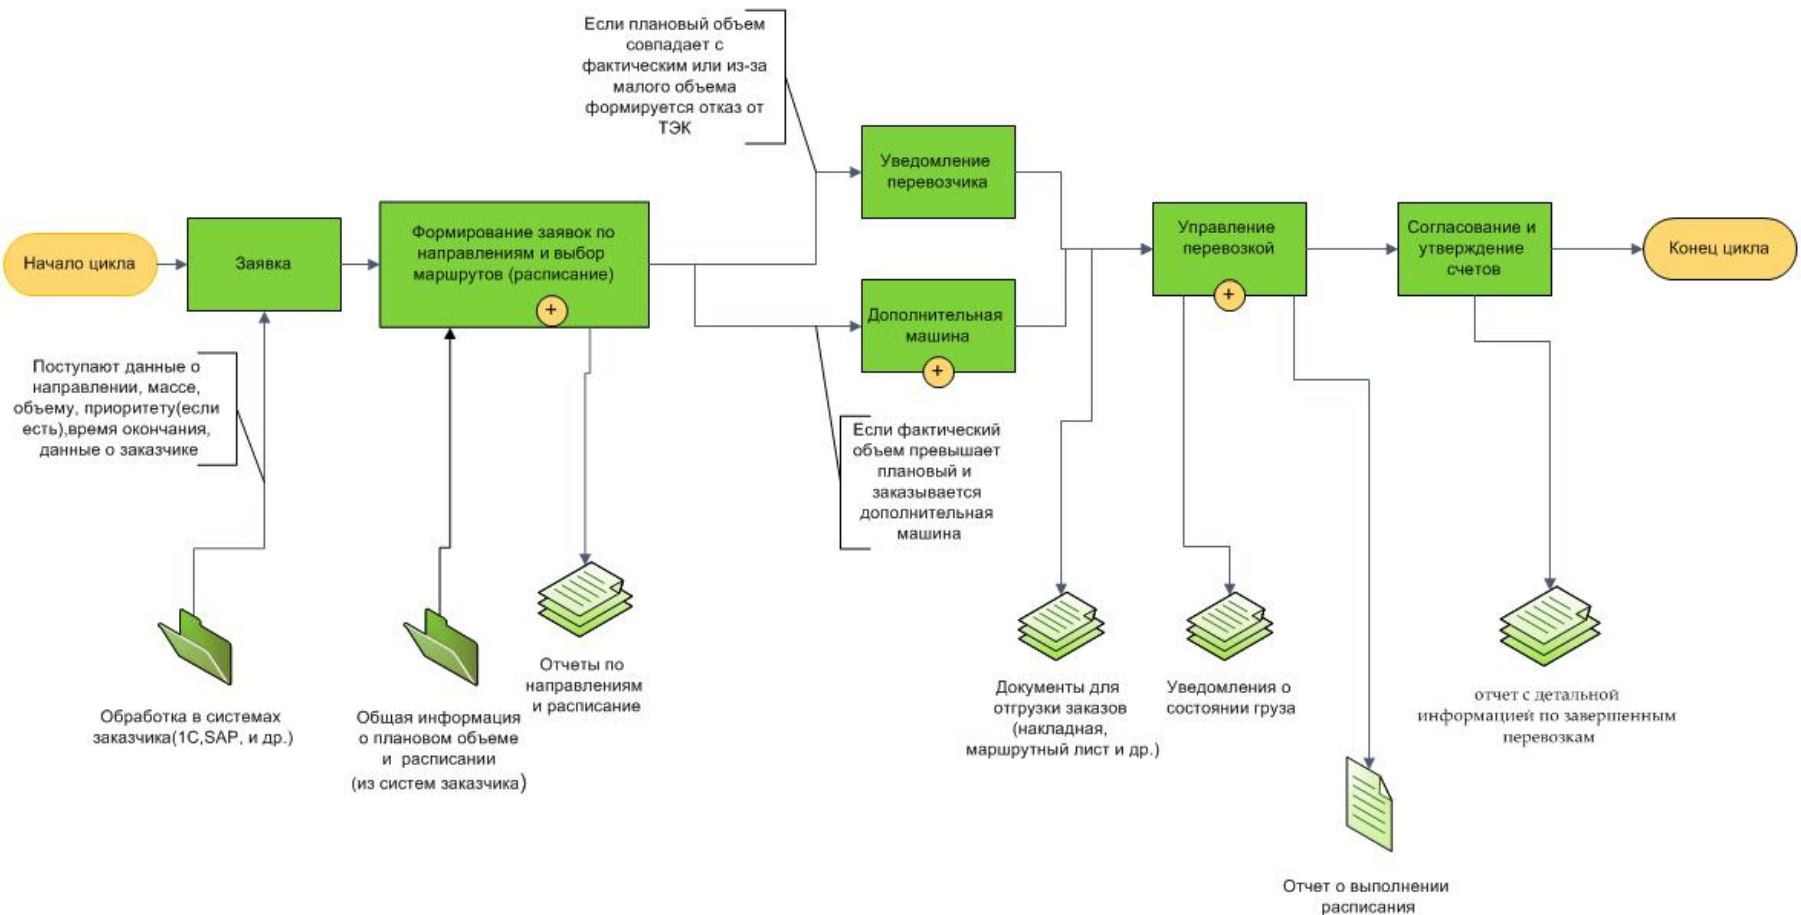 Если плановый объем
совпадает с
фактическим или из-за
малого объема
формируется отказ от
ТЭК
Начало цикла
Заявка
Формирование заявок по
направлениям и выбор
маршрутов (расписание)
+
Уведомление
перевозчика
Дополнительная
машина
+
Управление
перевозкой
+
Согласование и
утверждение
счетов
Конец цикла
Поступают данные о
направлении, массе,
объему, приоритету(если
есть),время окончания,
данные о заказчике
Если фактический
объем превышает
плановый и
заказывается
дополнительная
машина
Обработка в системах
заказчика(1С,SAP, и др.)
Общая информация
о плановом объеме
и расписании
(из систем заказчика)
Отчеты по
направлениям
и расписание
Документы для
отгрузки заказов
(накладная,
маршрутный лист и др.)
Уведомления о
состоянии груза
отчет с детальной
информацией по завершенным
перевозкам
Отчет о выполнении
расписания